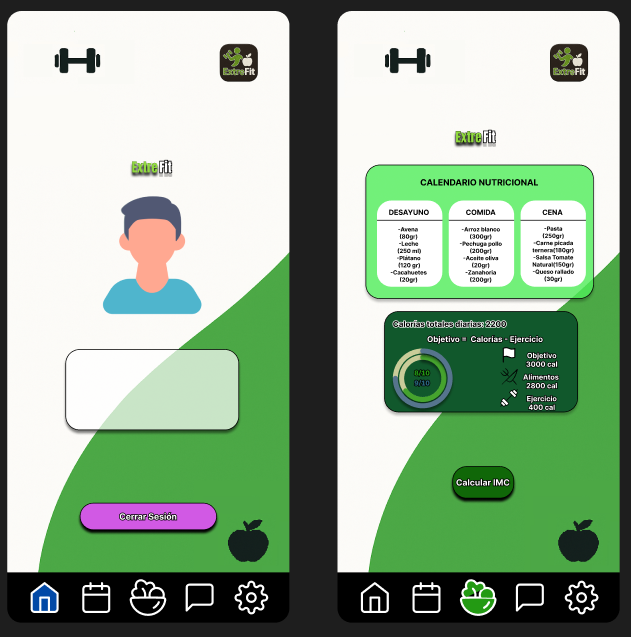 ExtreFit
ExtreFit
Cerrar Sesión
ExtreFit
ExtreFit
CALENDARIO NUTRICIONAL
DESAYUNO
-Avena
(80gr)
-Leche
(250 ml)
-Plátano
(120 gr)
-Cacahuetes
(20gr)
COMIDA
-Arroz blanco
(300gr)
-Pechuga pollo
(200gr)
-Aceite oliva
(20gr)
-Zanahoria
(200gr)
CENA
-Pasta
(250gr)
-Carne picada
ternera(180gr)
-Salsa Tomate
Natural(150gr)
-Queso rallado
(30gr)
Calorías totales diarias: 2200
Objetivo = Calorías - Ejercicio
8/10
9/10
Objetivo
3000 cal
Alimentos
2800 cal
Ejercicio
400 cal
Calcular IMC